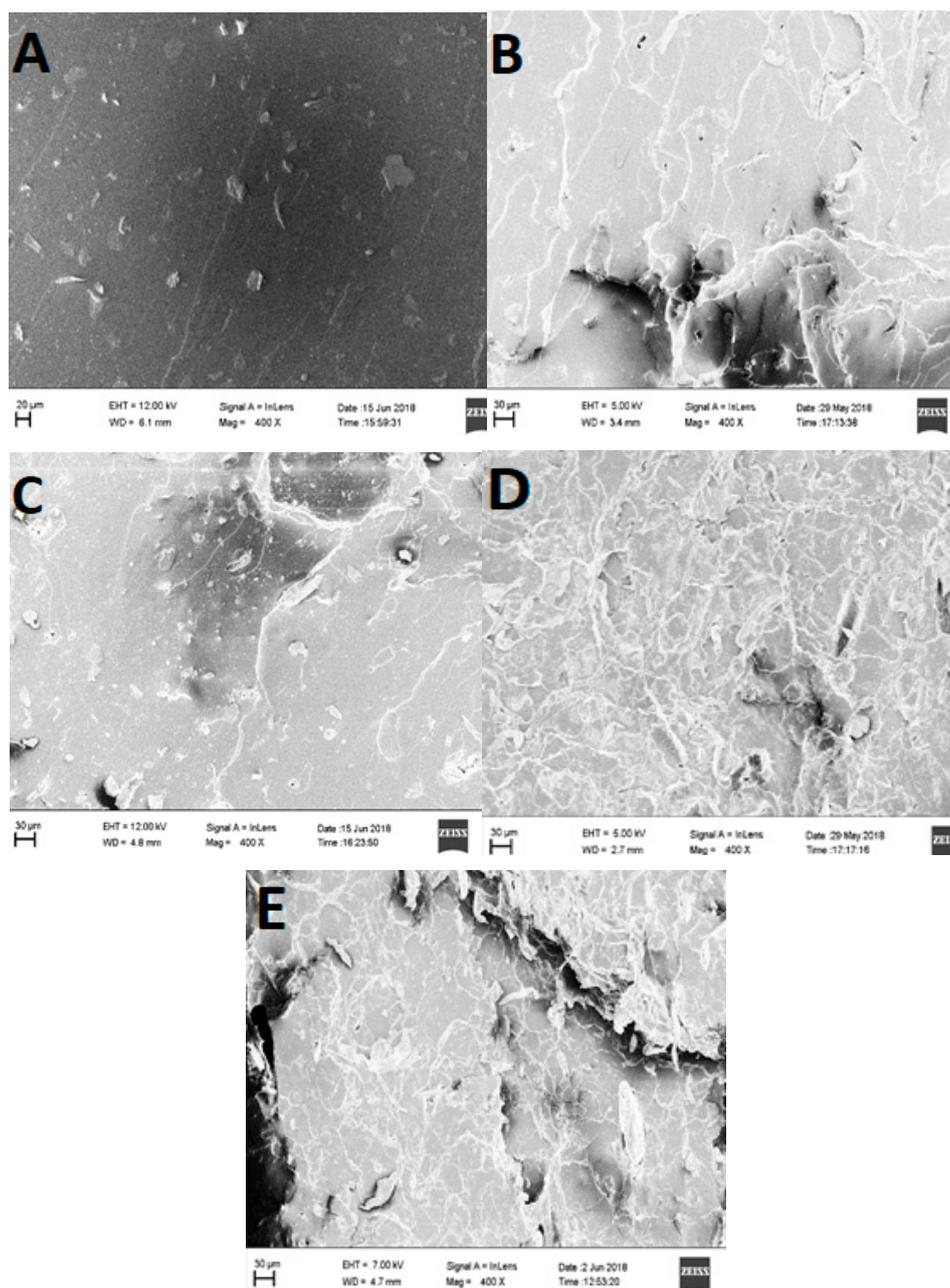 A
B
20 µm
EHT = 12.00 kV
Signal A = InLens
Date :15 Jun 2018
WD = 6.1 mm
Mag = 400 X
Time :15:59:31
ZEISS
30 µm
EHT = 5.00 kV
Signal A = InLens
Date :29 May 2018
WD = 3.4 mm
Mag = 400 X
Time :17:13:38
ZEISS
C
D
30 µm
EHT = 12.00 kV
Signal A = InLens
Date :15 Jun 2018
WD = 4.8 mm
Mag = 400 X
Time :16:23:50
ZEISS
30 µm
EHT = 5.00 kV
Signal A = InLens
Date :29 May 2018
WD = 2.7 mm
Mag = 400 X
Time :17:17:16
E
30 µm
EHT = 7.00 kV
Signal A = InLens
Date :2 Jun 2018
WD = 4.7 mm
Mag = 400 X
Time :12:53:20
ZEISS